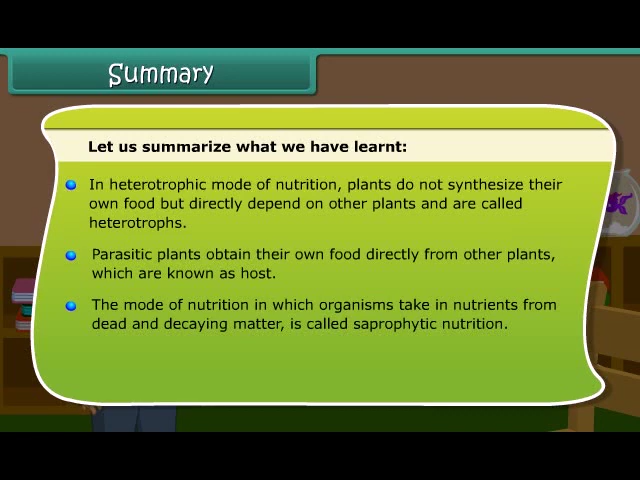 Summary
Let us summarize what we have learnt:
In heterotrophic mode of nutrition, plants do not synthesize their
own food but directly depend on other plants and are called
heterotrophs.
Parasitic plants obtain their own food directly from other plants,
which are known as host.
The mode of nutrition in which organisms take in nutrients from
dead and decaying matter, is called saprophytic nutrition.